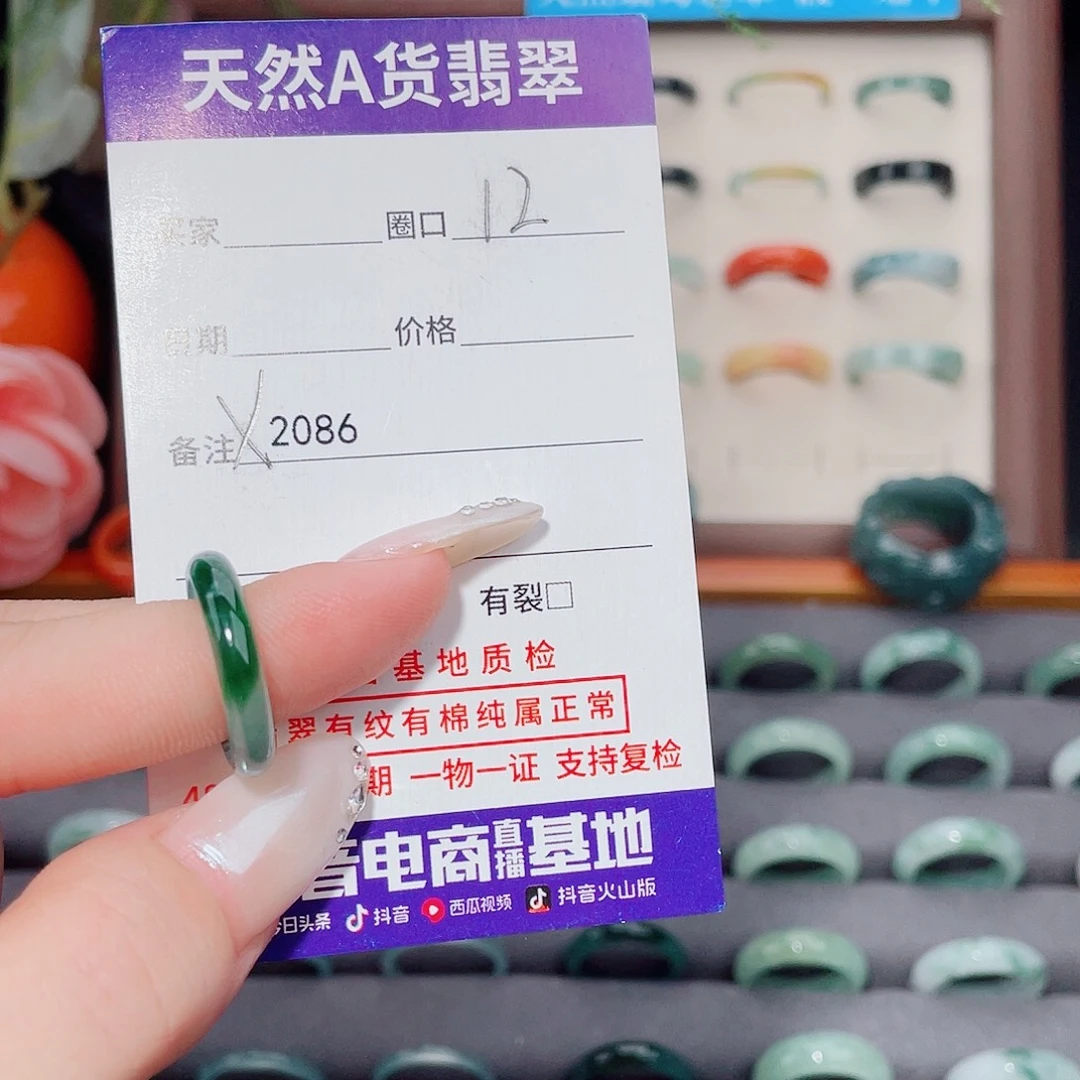 天然A货翡翠
买家 圈口 12
日期 价格
备注 X 2086
有裂□
基地质检
翠有纹有棉纯属正常
期 一物一证 支持复检
音电商直播基地
今日头条 抖音 西瓜视频 抖音火山版